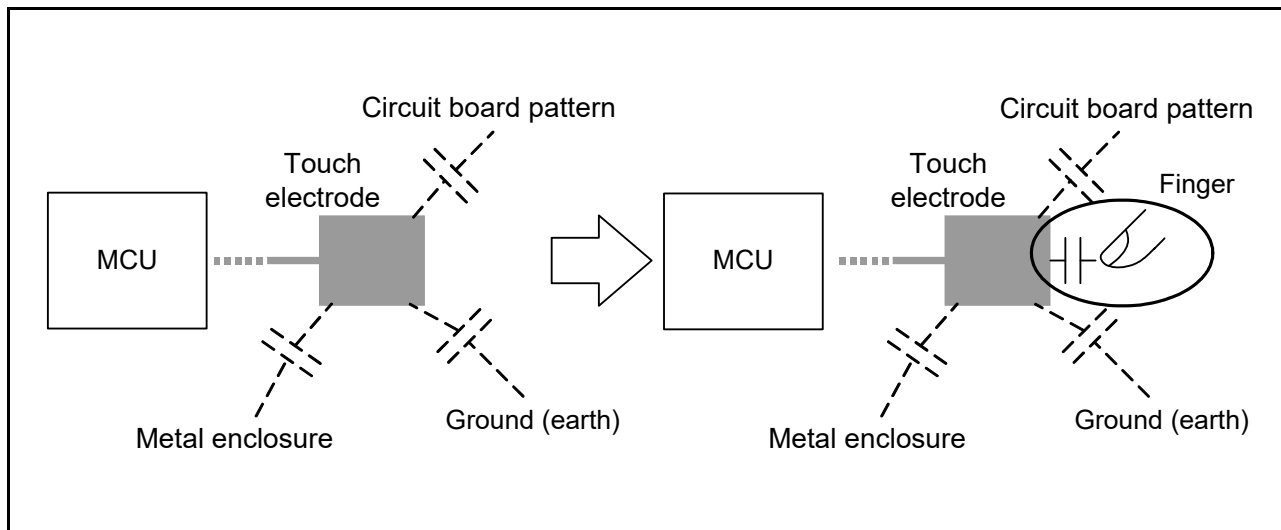 Circuit board pattern
Touch
electrode
MCU
Metal enclosure
Ground (earth)
Circuit board pattern
Touch
electrode
Finger
MCU
Metal enclosure
Ground (earth)